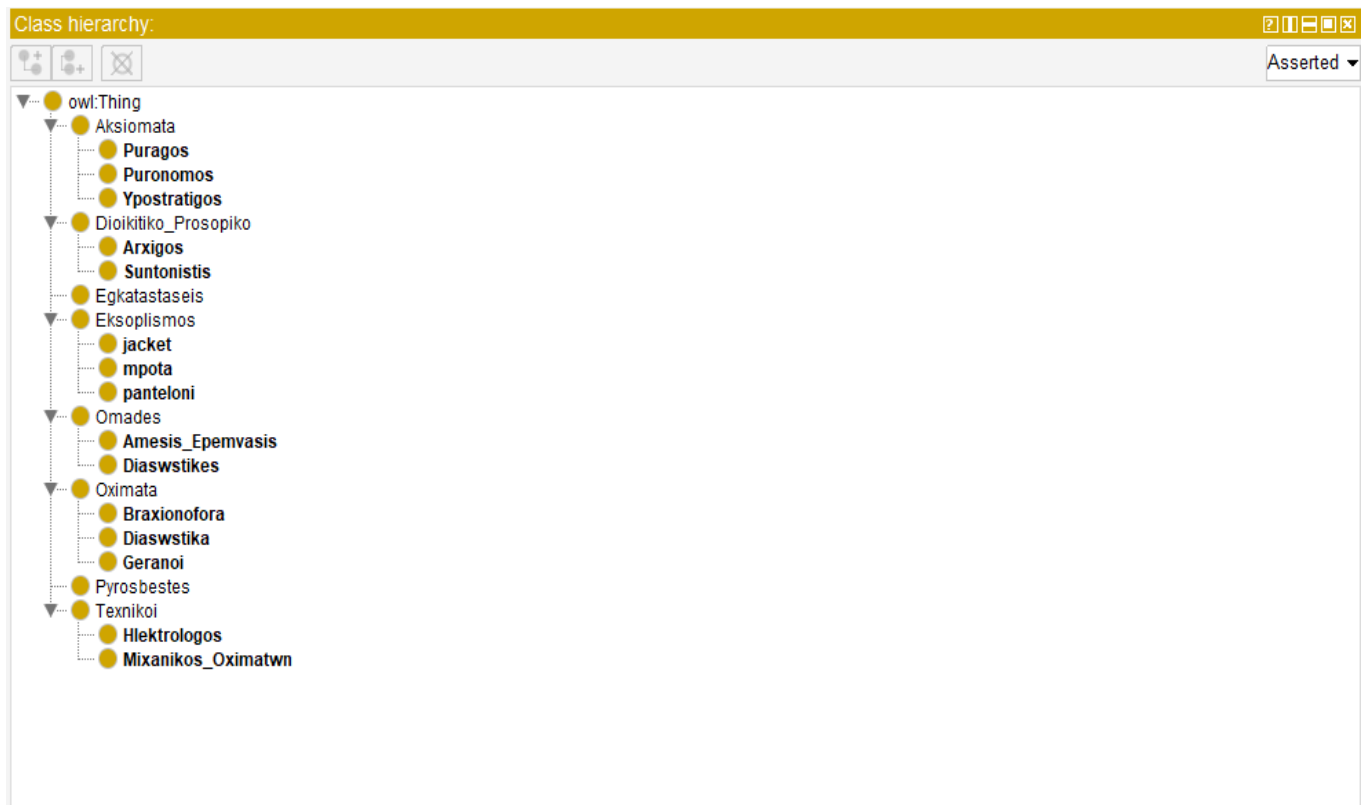 Class hierarchy:
Asserted
owl:Thing
Aksiomata
Puragos
Puronomos
Ypostratigos
Dioikitiko_Prosopiko
Arxigos
Suntonistis
Egkatastaseis
Eksoplismos
jacket
mpota
panteloni
Omades
Amesis_Epemvasis
Diaswstikes
Oximata
Braxionofora
Diaswstika
Geranoi
Pyrosbestes
Texnikoi
Hlektrologos
Mixanikos_Oximatwn